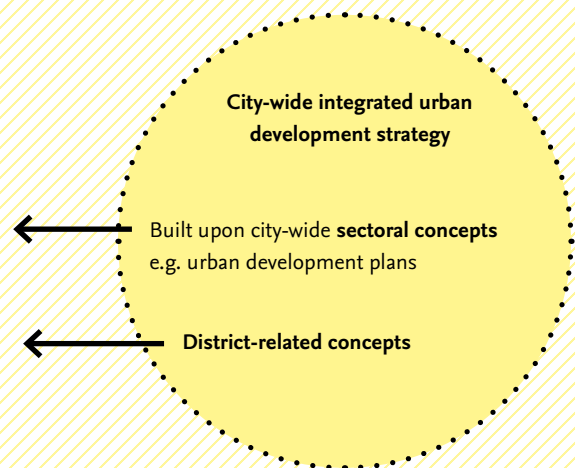 City-wide integrated urban
development strategy
Built upon city-wide sectoral concepts
e.g. urban development plans
District-related concepts